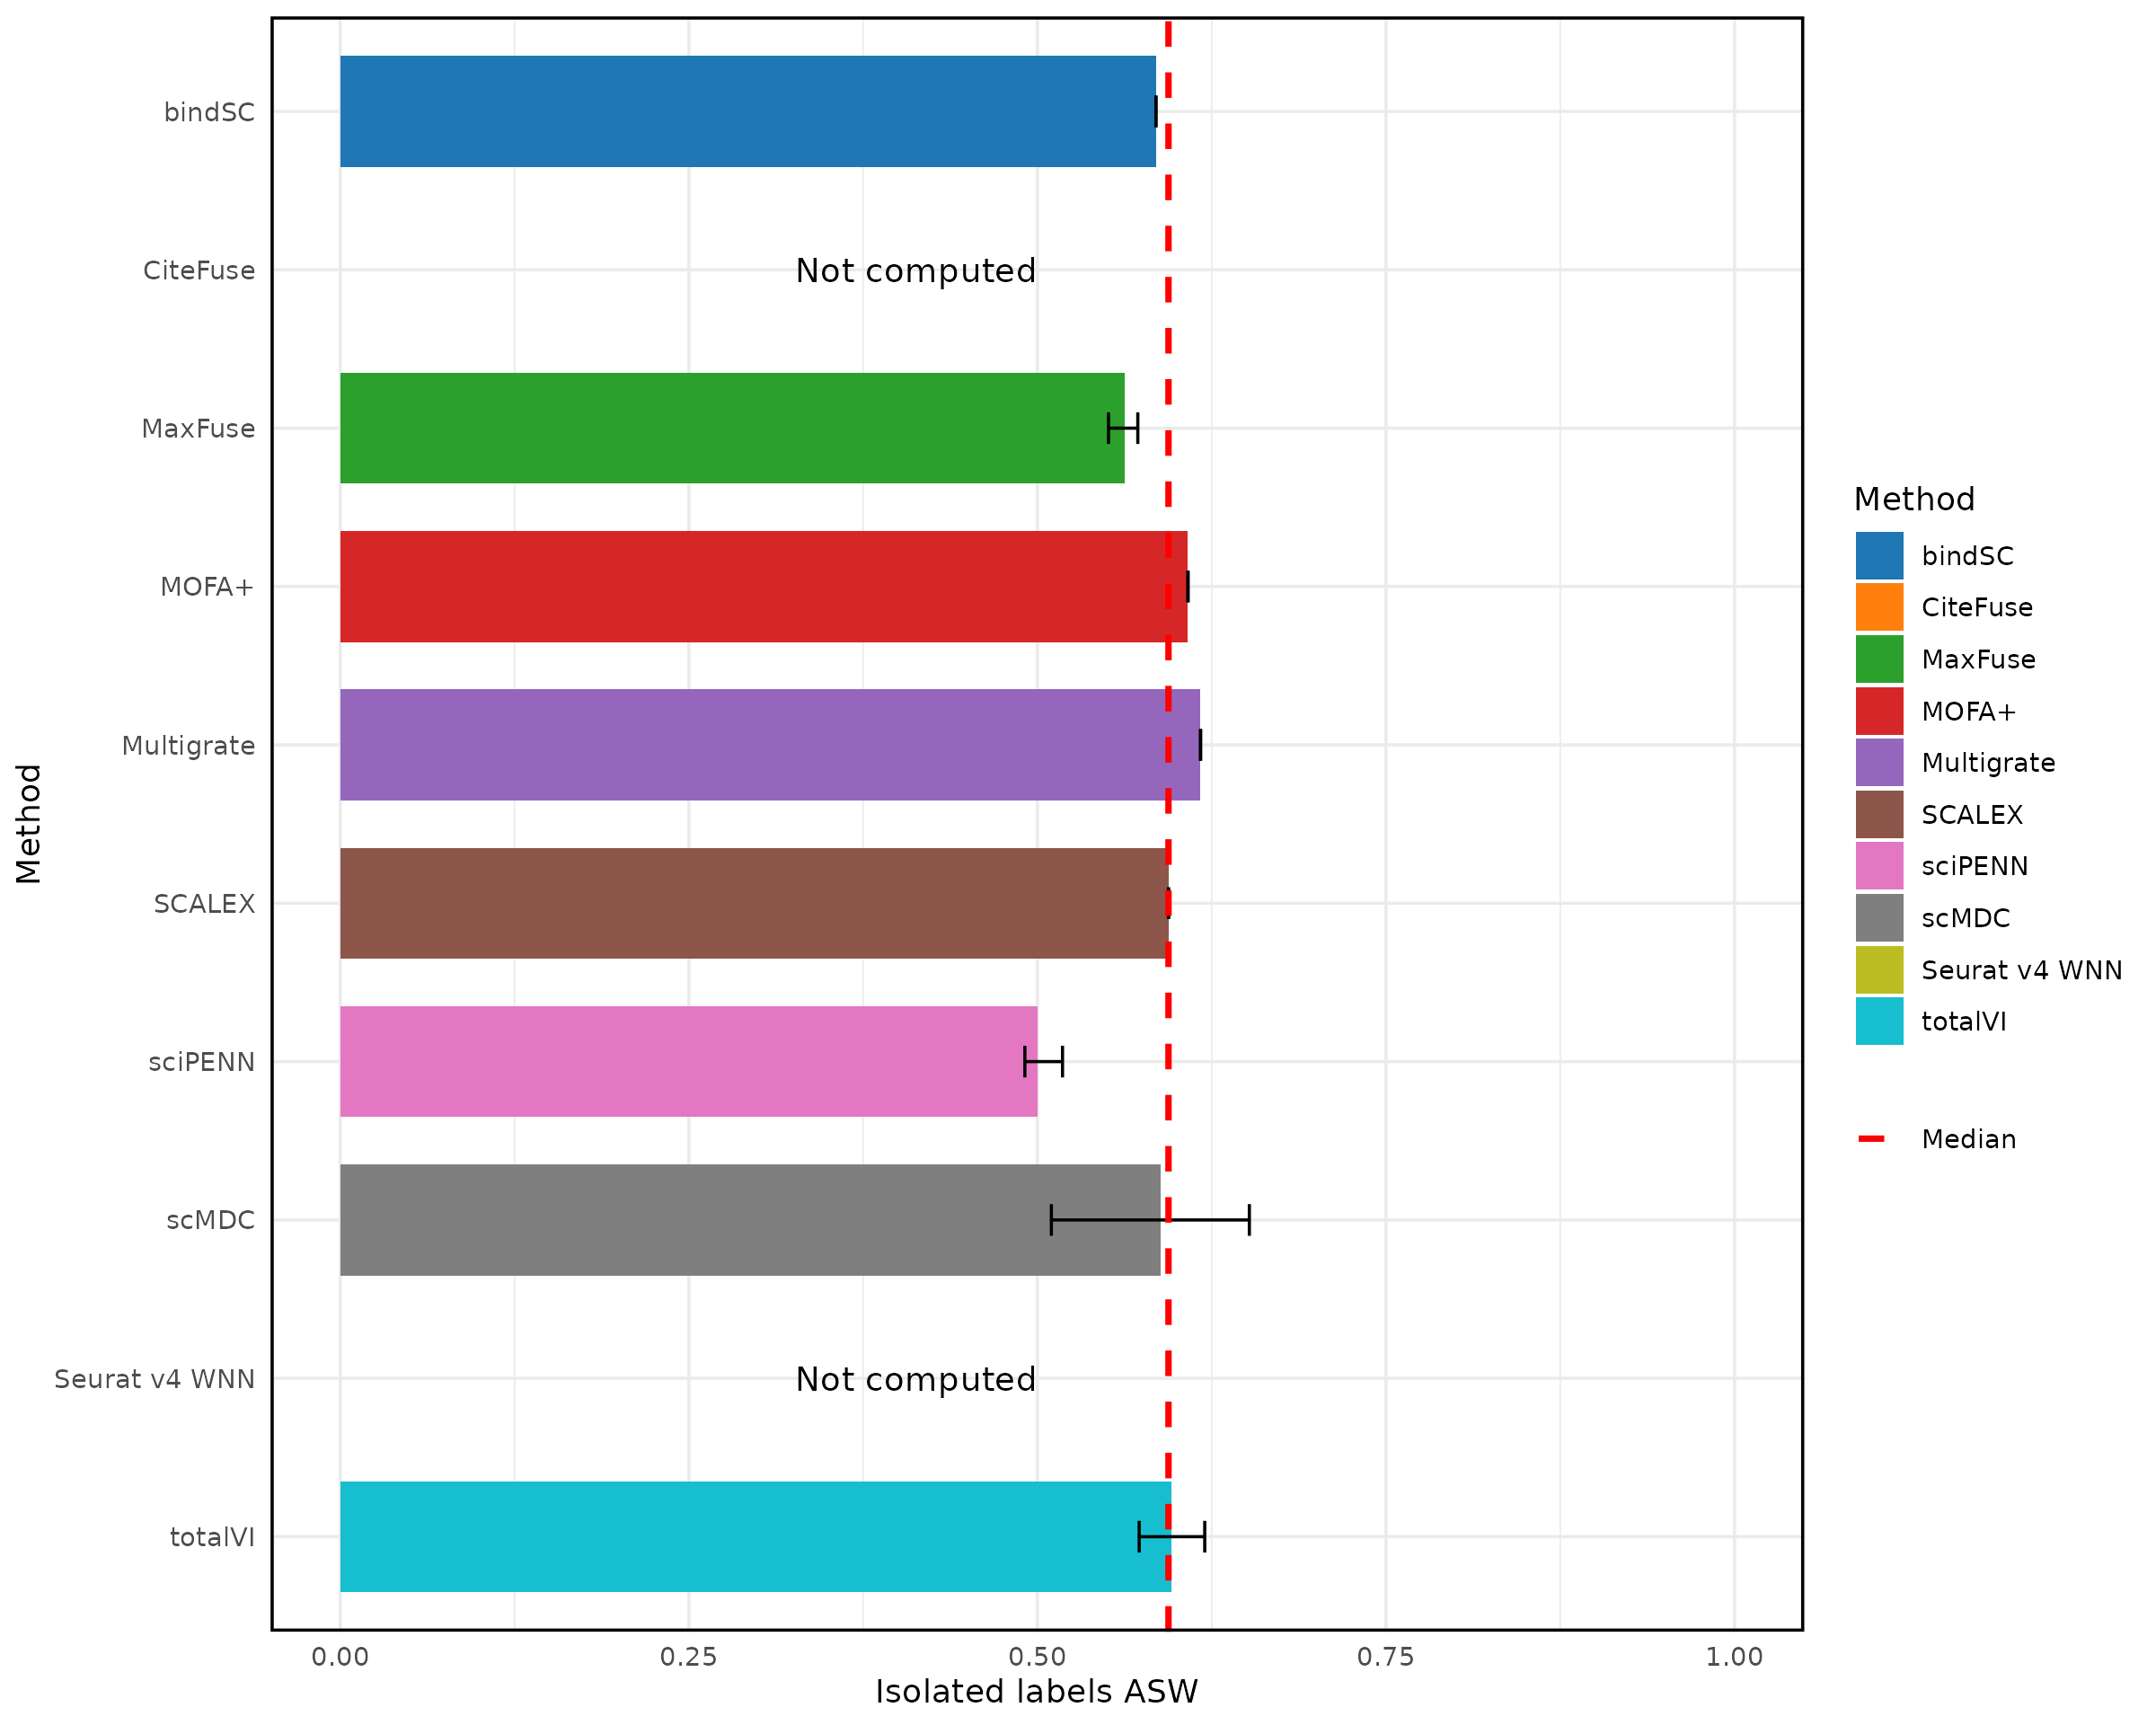 bindSC
CiteFuse
Not computed
MaxFuse
MOFA+
Multigrate
SCALEX
sciPENN
scMDC
Seurat v4 WNN
Not computed
totalVI
Method
0.00
0.25
0.50
0.75
1.00
Isolated labels ASW
Method
bindSC
CiteFuse
MaxFuse
MOFA+
Multigrate
SCALEX
sciPENN
scMDC
Seurat v4 WNN
totalVI
Median